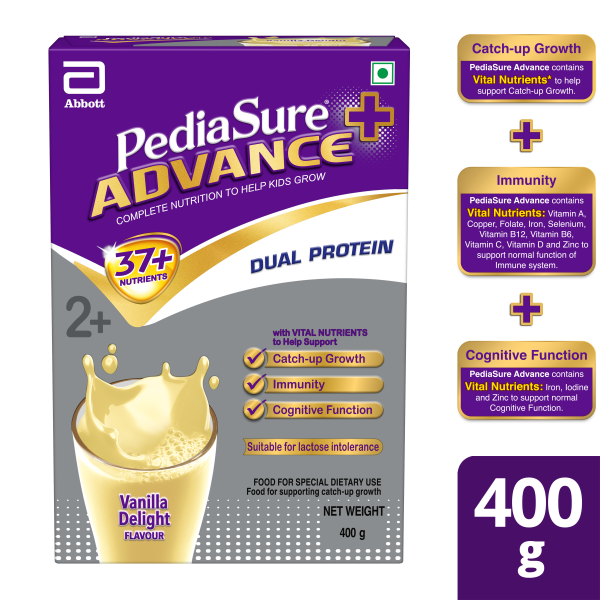 Abbott
PediaSure®
ADVANCE+
COMPLETE NUTRITION TO HELP KIDS GROW
37+
NUTRIENTS
DUAL PROTEIN
2+
with VITAL NUTRIENTS
to Help Support
Catch-up Growth
Immunity
Cognitive Function
Suitable for lactose intolerance
FOOD FOR SPECIAL DIETARY USE
Food for supporting catch-up growth
NET WEIGHT
400 g
Vanilla
Delight
FLAVOUR
Catch-up Growth
PediaSure Advance contains
Vital Nutrients* to help
support Catch-up Growth.
+
Immunity
PediaSure Advance contains
Vital Nutrients: Vitamin A,
Copper, Folate, Iron, Selenium,
Vitamin B12, Vitamin B6,
Vitamin C, Vitamin D and Zinc to
support normal function of
Immune system.
+
Cognitive Function
PediaSure Advance contains
Vital Nutrients: Iron, Iodine
and Zinc to support normal
Cognitive Function.
400
g